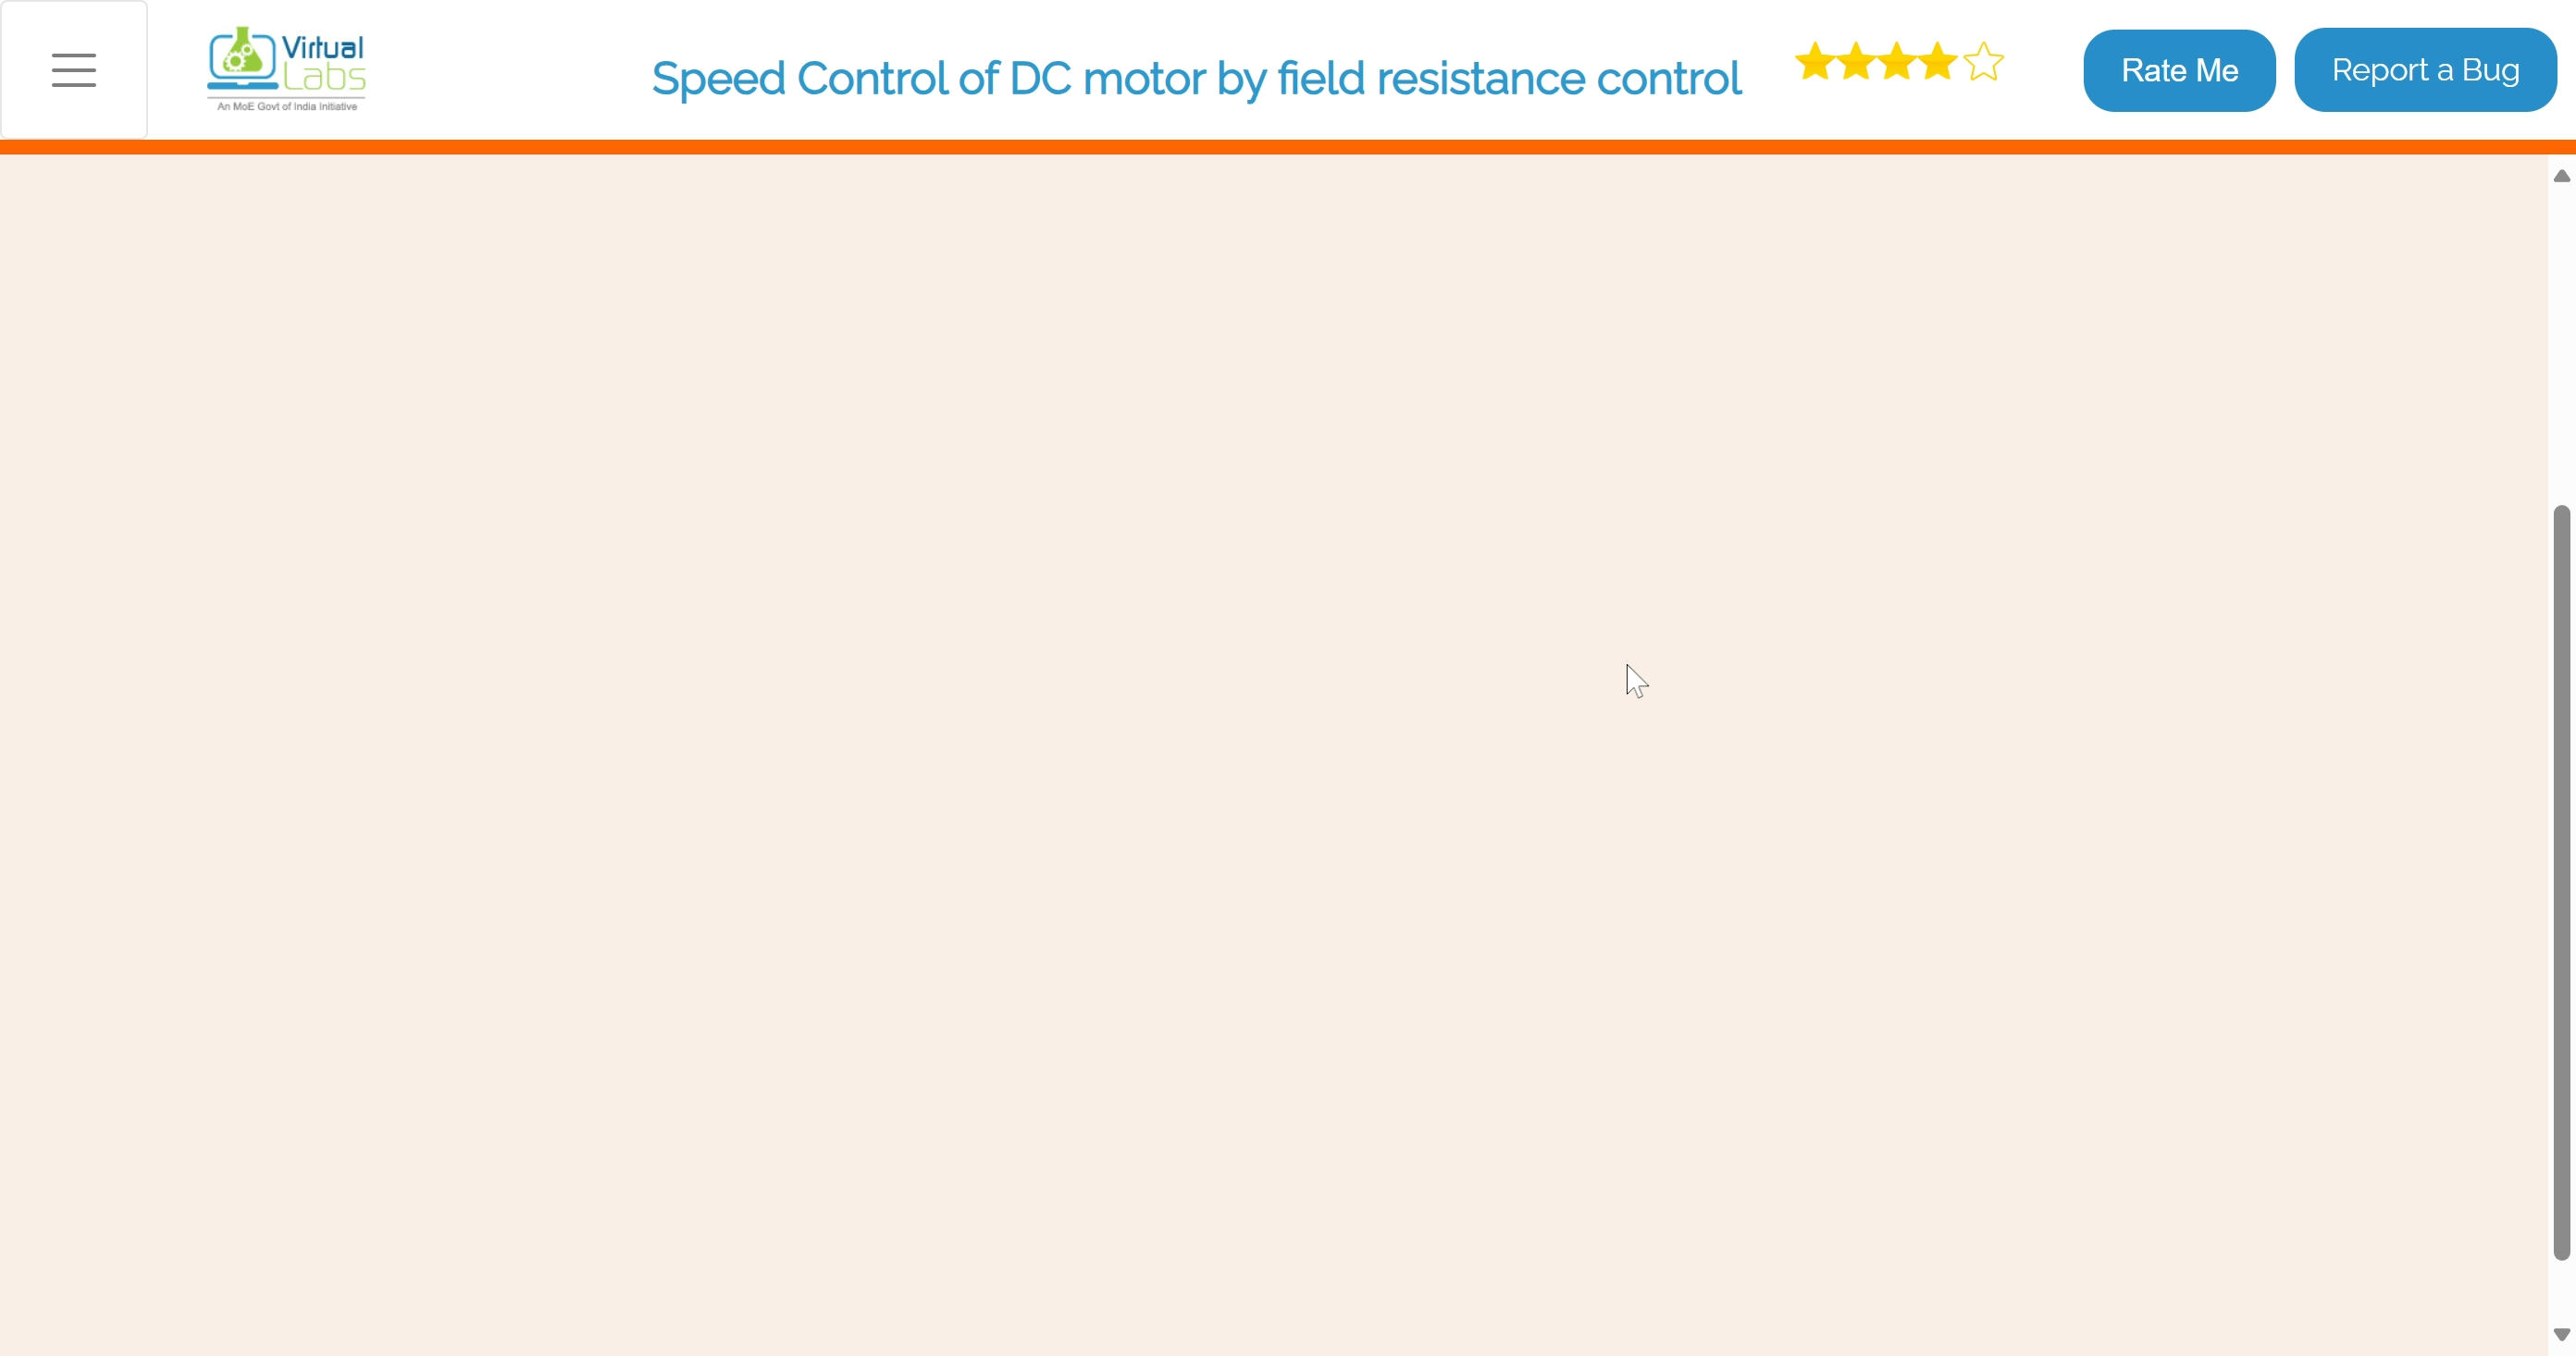 Virtual
Labs
An MoE Govt of India Initiative
Speed Control of DC motor by field resistance control
Rate Me
Report a Bug